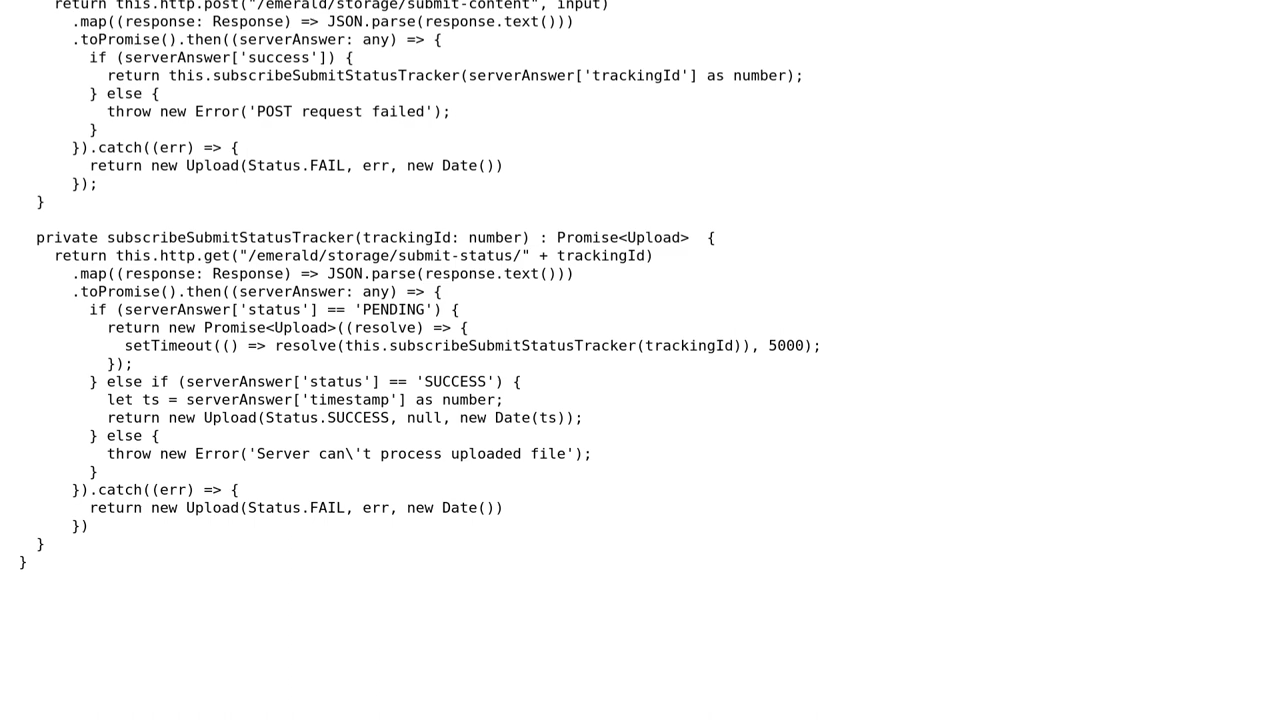 return this.http.post("/emerald/storage/submit-content", input)
.map((response: Response) => JSON.parse(response.text()))
.toPromise().then((serverAnswer: any) => {
if (serverAnswer['success']) {
return this.subscribeSubmitStatusTracker(serverAnswer['trackingId'] as number);
} else {
throw new Error('POST request failed');
}
}).catch((err) => {
return new Upload(Status.FAIL, err, new Date())
});
}
private subscribeSubmitStatusTracker(trackingId: number) : Promise<Upload>  {
return this.http.get("/emerald/storage/submit-status/" + trackingId)
.map((response: Response) => JSON.parse(response.text()))
.toPromise().then((serverAnswer: any) => {
if (serverAnswer['status'] == 'PENDING') {
return new Promise<Upload>((resolve) => {
setTimeout(() => resolve(this.subscribeSubmitStatusTracker(trackingId)), 5000);
});
} else if (serverAnswer['status'] == 'SUCCESS') {
let ts = serverAnswer['timestamp'] as number;
return new Upload(Status.SUCCESS, null, new Date(ts));
} else {
throw new Error('Server can\'t process uploaded file');
}
}).catch((err) => {
return new Upload(Status.FAIL, err, new Date())
})
}
}